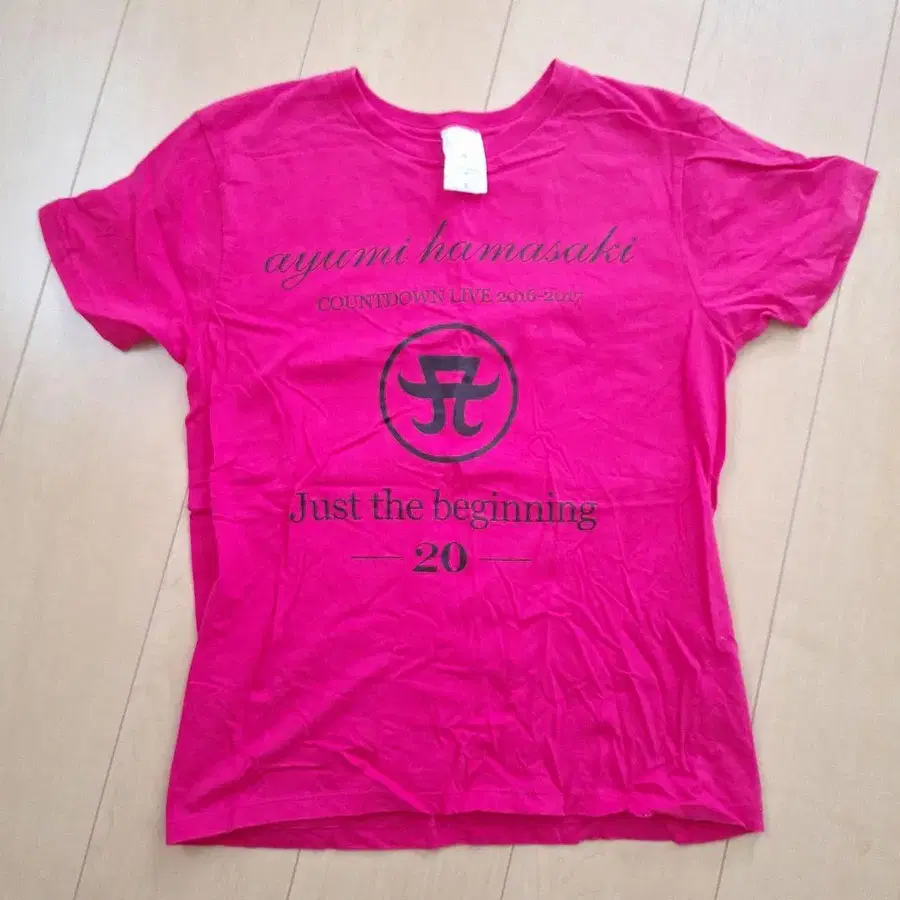 ayumi hamasaki
COUNTDOWN LIVE 2016-2017
Just the beginning
20